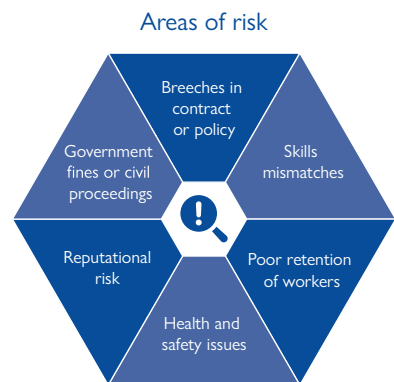 Areas of risk
Breeches in
contract
or policy
Skills
mismatches
Poor retention
of workers
Health and
safety issues
Reputational
risk
Government
fines or civil
proceedings